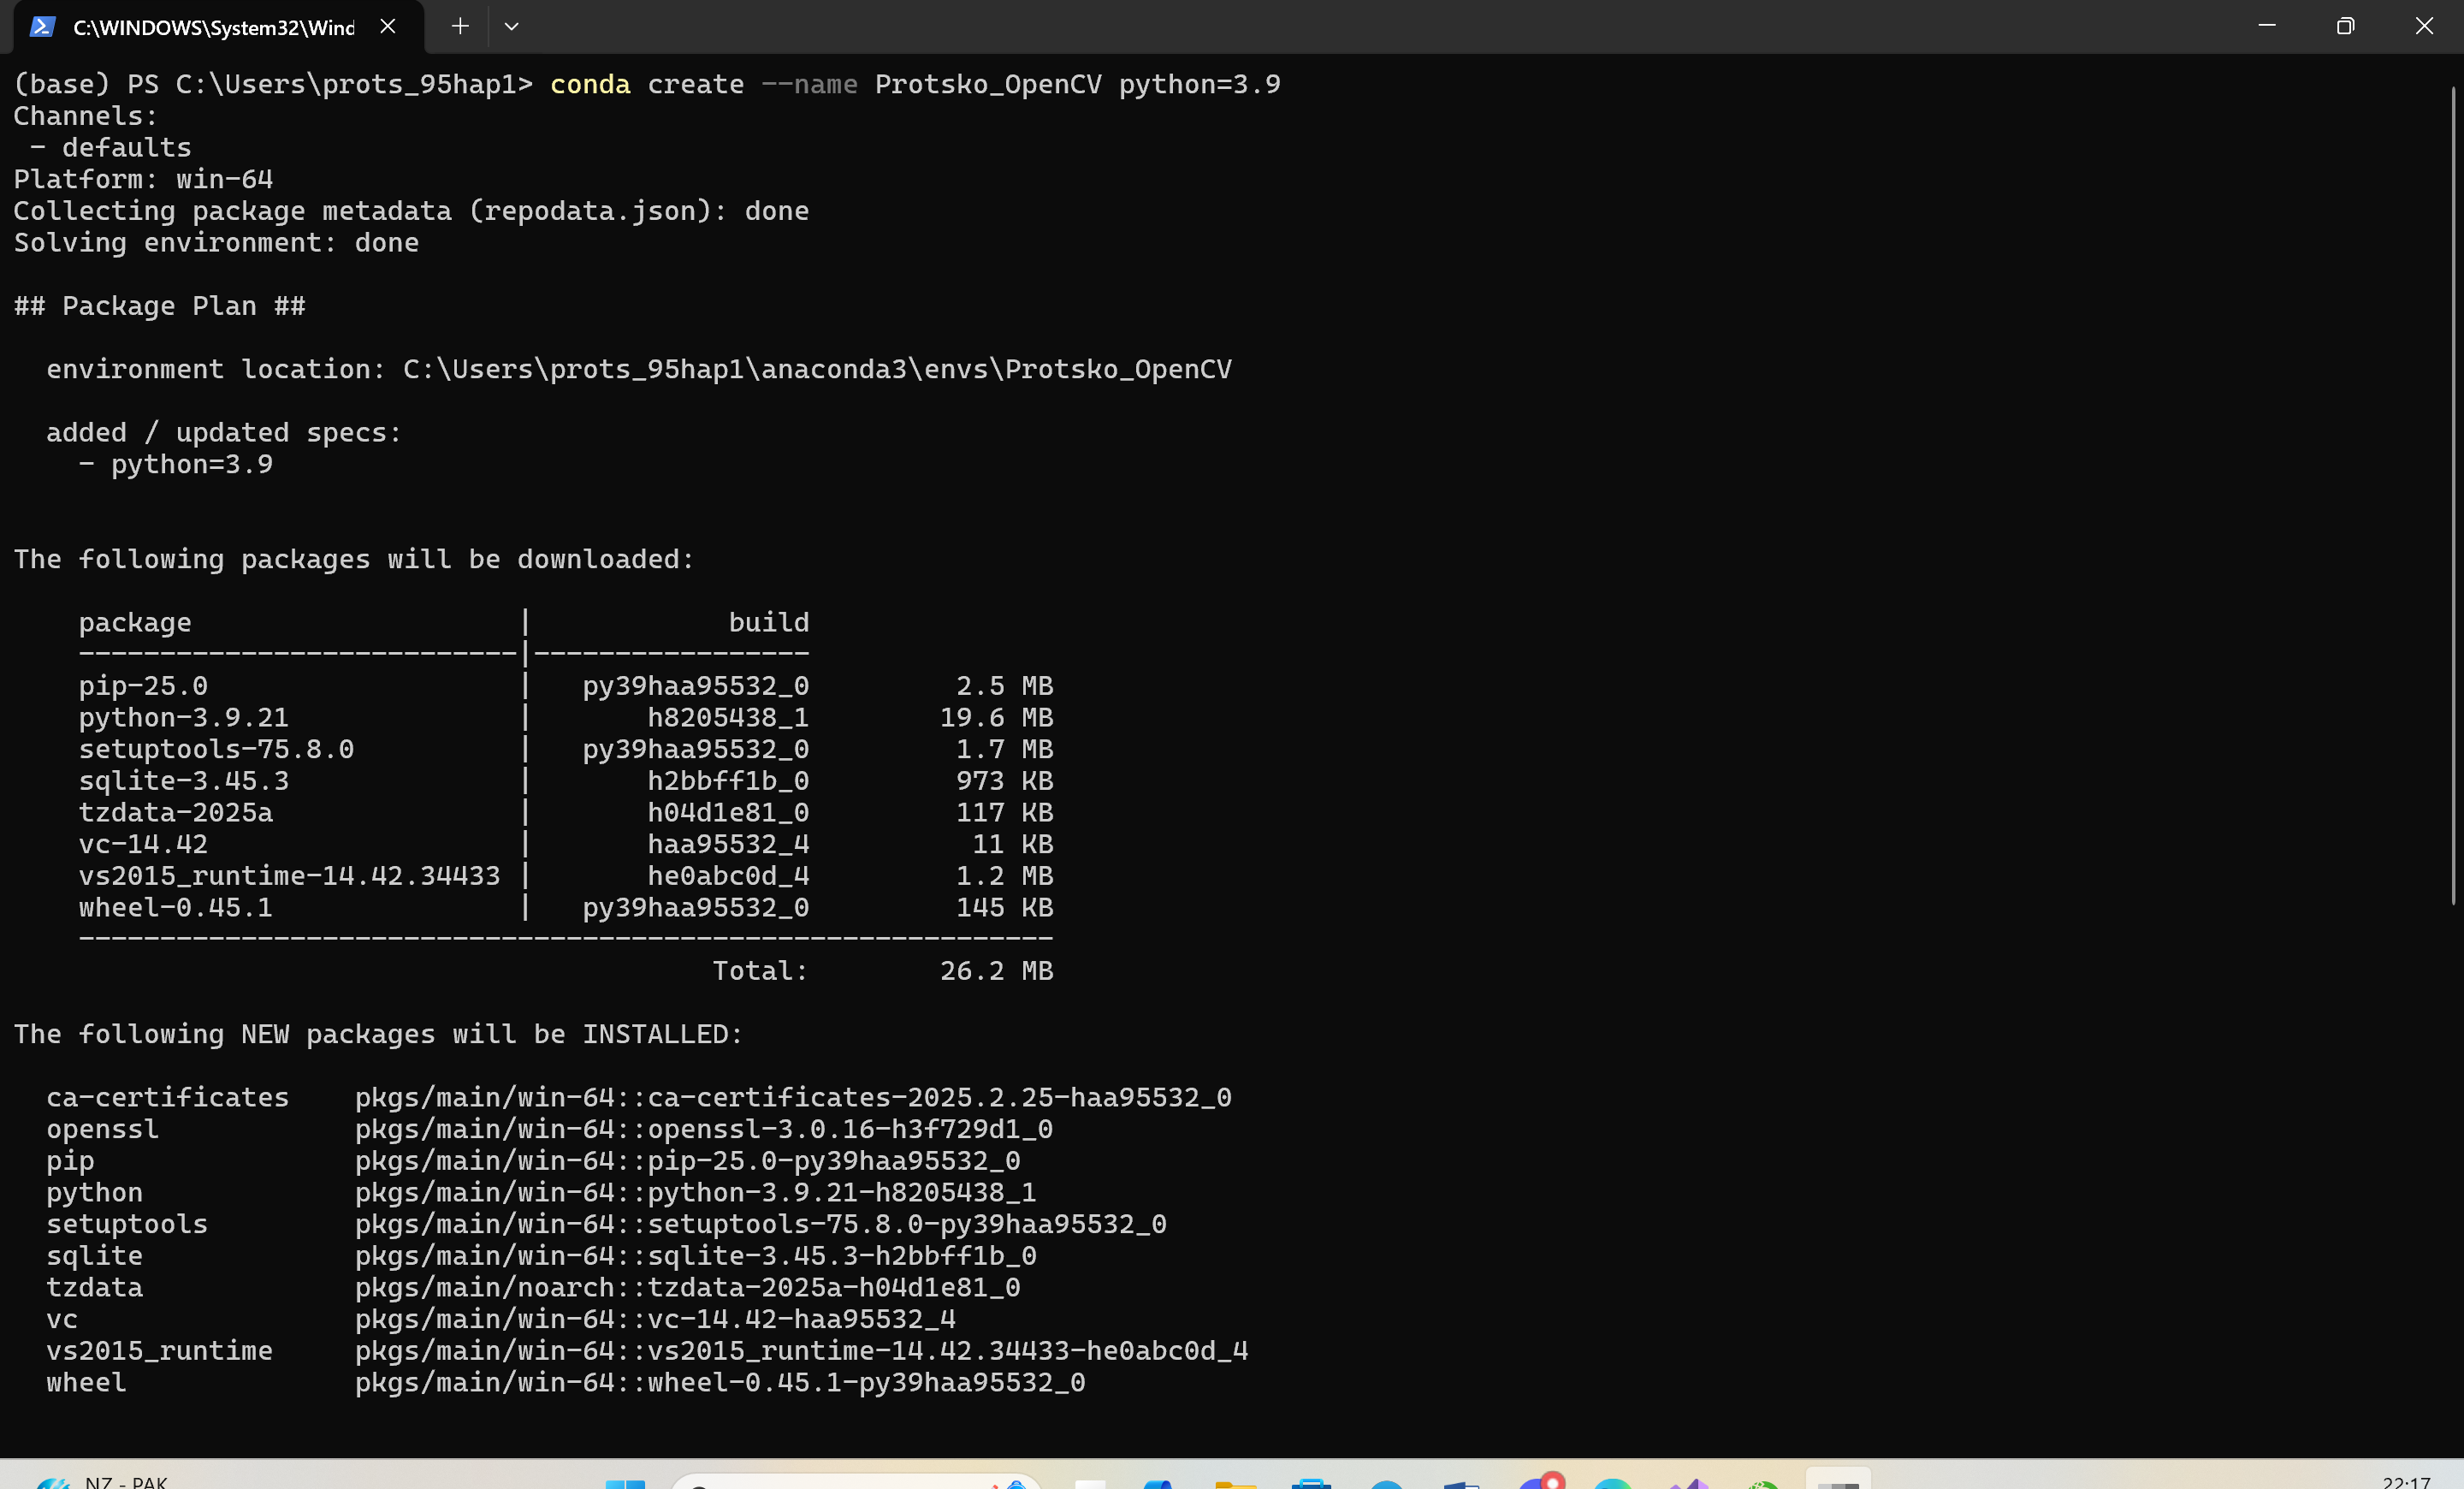 C:\WINDOWS\System32\Wind
(base) PS C:\Users\prots_95hap1> conda create --name Protsko_OpenCV python=3.9
Channels:
 - defaults
Platform: win-64
Collecting package metadata (repodata.json): done
Solving environment: done
## Package Plan ##
  environment location: C:\Users\prots_95hap1\anaconda3\envs\Protsko_OpenCV
  added / updated specs:
    - python=3.9
The following packages will be downloaded:
    package                    |            build
    ---------------------------|-----------------
    pip-25.0                   |   py39haa95532_0         2.5 MB
    python-3.9.21              |       h8205438_1        19.6 MB
    setuptools-75.8.0          |   py39haa95532_0         1.7 MB
    sqlite-3.45.3              |       h2bbff1b_0         973 KB
    tzdata-2025a               |       h04d1e81_0         117 KB
    vc-14.42                   |       haa95532_4          11 KB
    vs2015_runtime-14.42.34433 |       he0abc0d_4         1.2 MB
    wheel-0.45.1               |   py39haa95532_0         145 KB
    ------------------------------------------------------------
                                           Total:        26.2 MB
The following NEW packages will be INSTALLED:
  ca-certificates    pkgs/main/win-64::ca-certificates-2025.2.25-haa95532_0
  openssl            pkgs/main/win-64::openssl-3.0.16-h3f729d1_0
  pip                pkgs/main/win-64::pip-25.0-py39haa95532_0
  python             pkgs/main/win-64::python-3.9.21-h8205438_1
  setuptools         pkgs/main/win-64::setuptools-75.8.0-py39haa95532_0
  sqlite             pkgs/main/win-64::sqlite-3.45.3-h2bbff1b_0
  tzdata             pkgs/main/noarch::tzdata-2025a-h04d1e81_0
  vc                 pkgs/main/win-64::vc-14.42-haa95532_4
  vs2015_runtime     pkgs/main/win-64::vs2015_runtime-14.42.34433-he0abc0d_4
  wheel              pkgs/main/win-64::wheel-0.45.1-py39haa95532_0
NZ - PAK
22:17